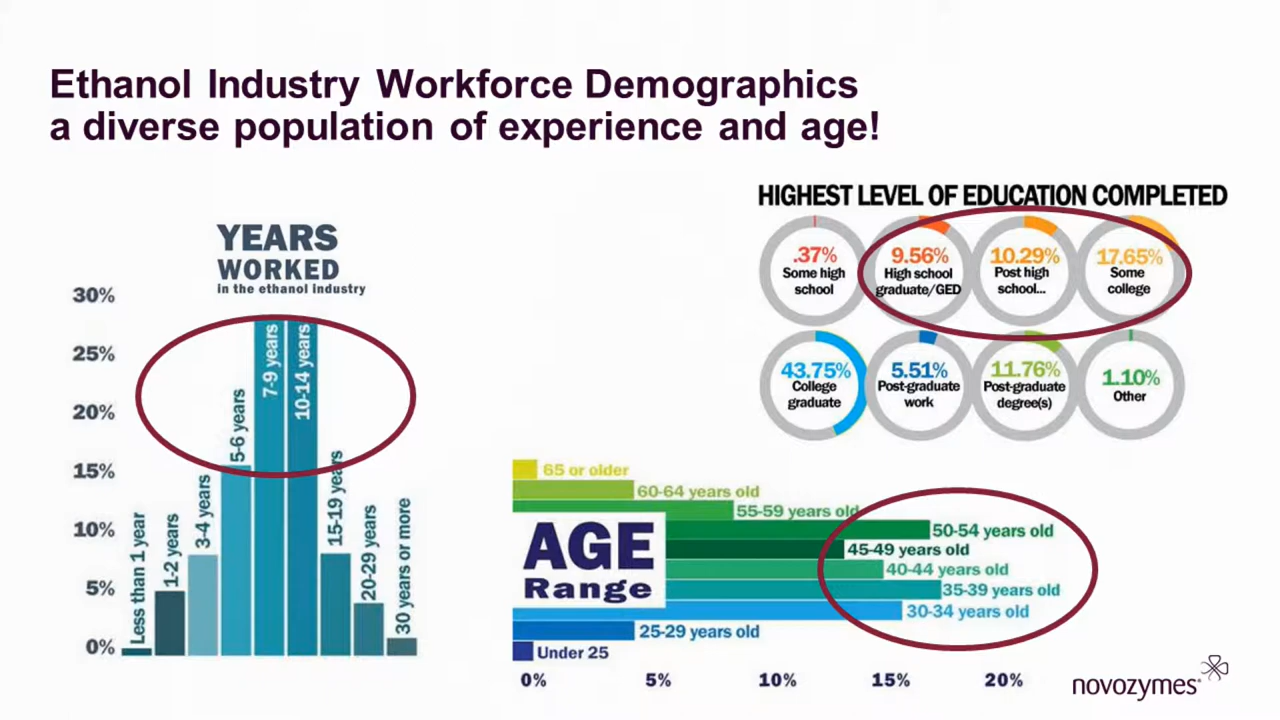 Ethanol Industry Workforce Demographics
a diverse population of experience and age!
YEARS
WORKED
in the ethanol industry
30%
25%
20%
15%
10%
5%
0%
Less than 1 year
1-2 years
3-4 years
5-6 years
7-9 years
10-14 years
15-19 years
20-29 years
30 years or more
HIGHEST LEVEL OF EDUCATION COMPLETED
.37%
Some high
school
9.56%
High school
graduate/GED
10.29%
Post high
school...
17.65%
Some
college
43.75%
College
graduate
5.51%
Post-graduate
work
11.76%
Post-graduate
degree(s)
1.10%
Other
AGE
Range
65 or older
60-64 years old
55-59 years old
50-54 years old
45-49 years old
40-44 years old
35-39 years old
30-34 years old
25-29 years old
Under 25
0%
5%
10%
15%
20%
novozymes